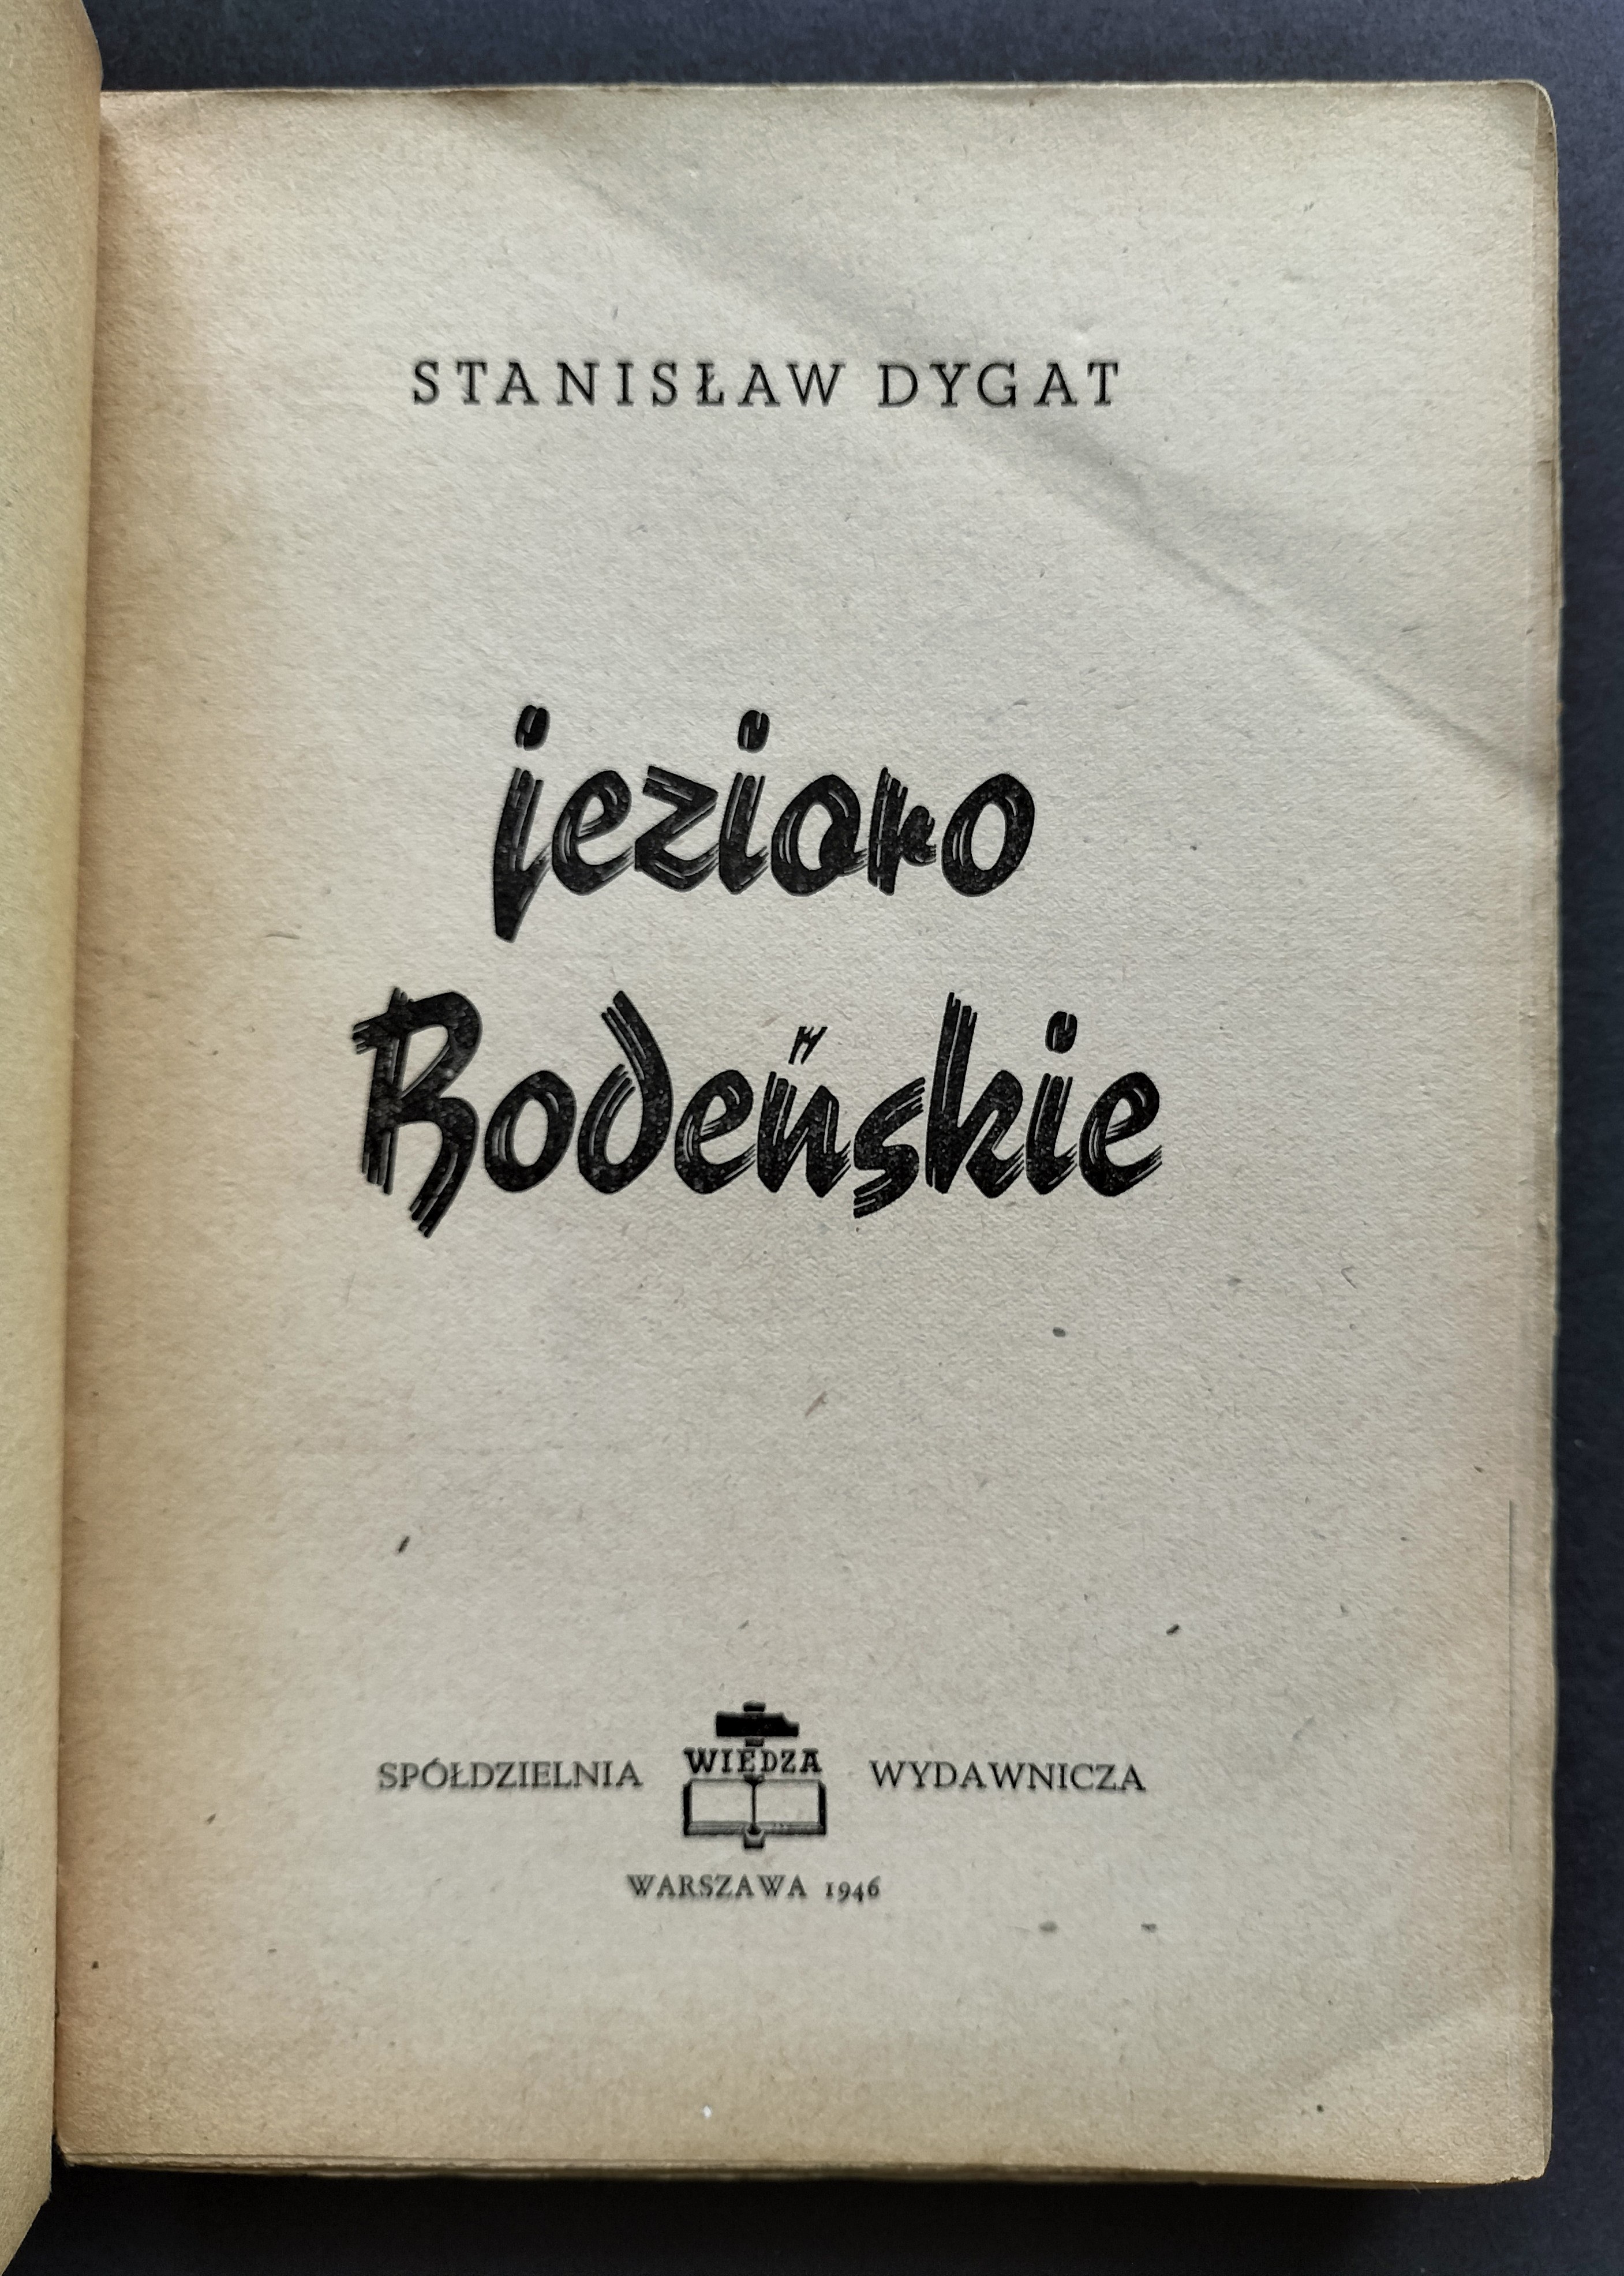 STANISŁAW DYGAT
jezioro
Bodeńskie
SPÓŁDZIELNIA WIEDZA WYDAWNICZA
WARSZAWA 1946